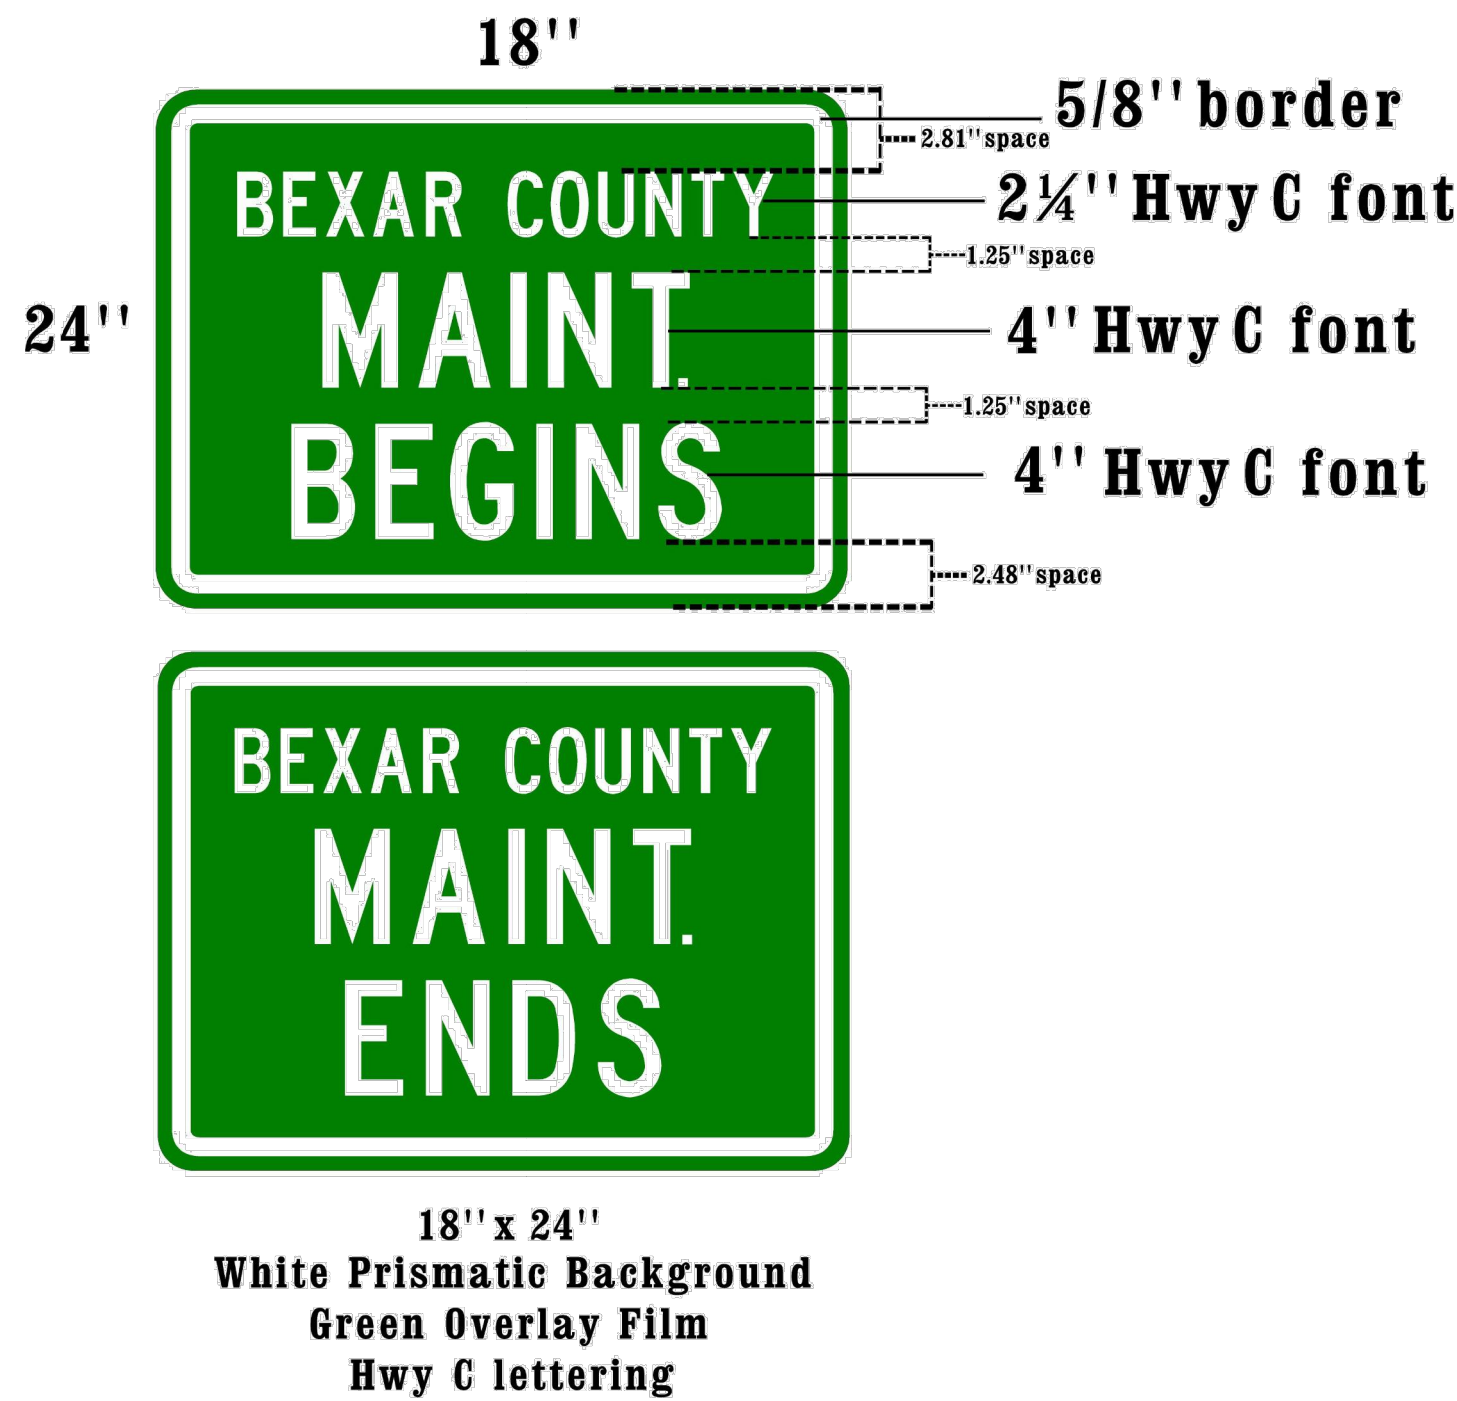 18''
5/8'' border
2.81'' space
BEXAR COUNTY
2¼'' Hwy C font
1.25'' space
24''
MAINT.
4'' Hwy C font
1.25'' space
BEGINS
4'' Hwy C font
2.48'' space
BEXAR COUNTY
MAINT.
ENDS
18'' x 24''
White Prismatic Background
Green Overlay Film
Hwy C lettering